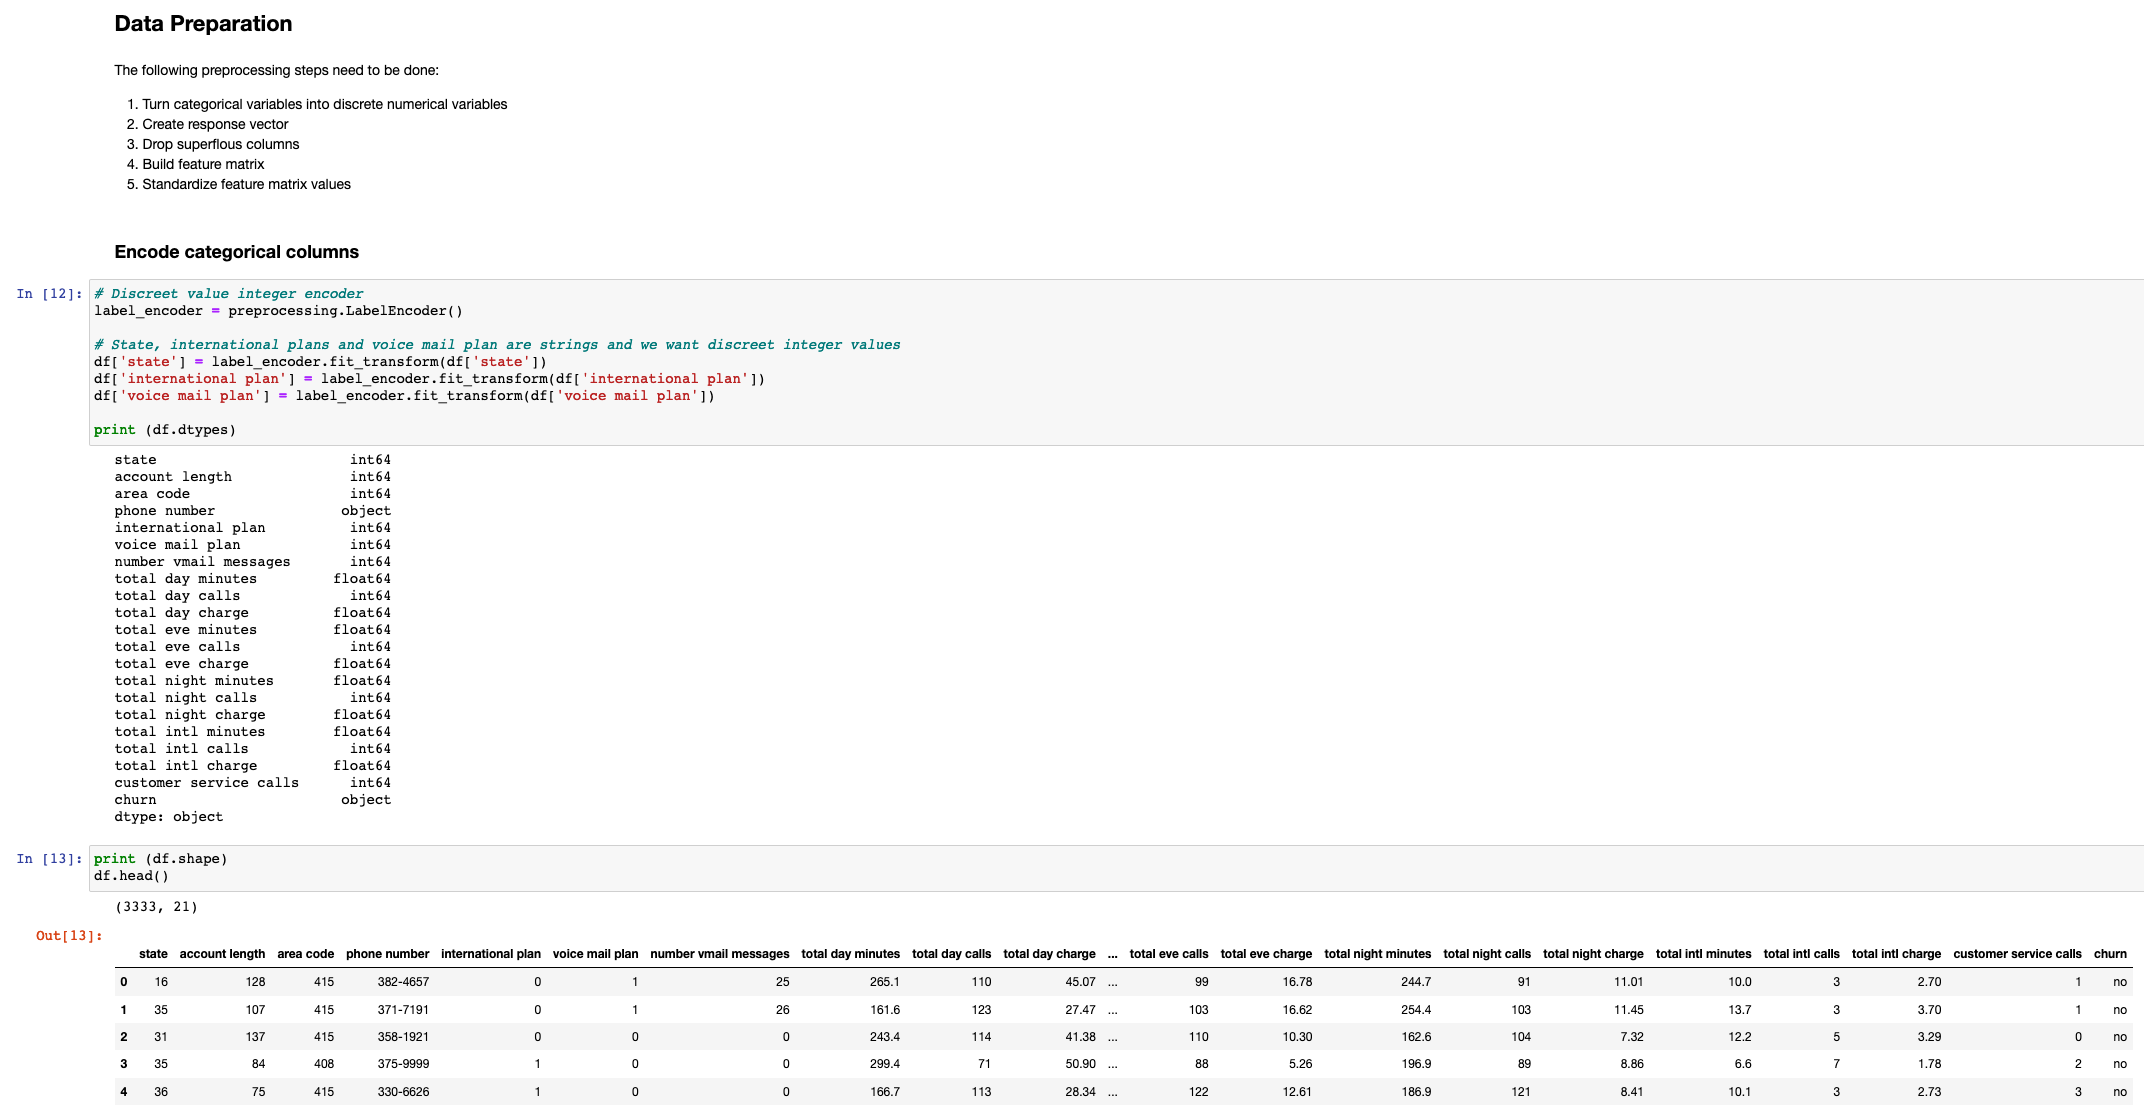 Data Preparation
The following preprocessing steps need to be done:
1. Turn categorical variables into discrete numerical variables
2. Create response vector
3. Drop superflous columns
4. Build feature matrix
5. Standardize feature matrix values
Encode categorical columns
In [12]:
# Discreet value integer encoder
label_encoder = preprocessing.LabelEncoder()
# State, international plans and voice mail plan are strings and we want discreet integer values
df['state'] = label_encoder.fit_transform(df['state'])
df['international plan'] = label_encoder.fit_transform(df['international plan'])
df['voice mail plan'] = label_encoder.fit_transform(df['voice mail plan'])
print (df.dtypes)
state int64
account length int64
area code int64
phone number object
international plan int64
voice mail plan int64
number vmail messages int64
total day minutes float64
total day calls int64
total day charge float64
total eve minutes float64
total eve calls int64
total eve charge float64
total night minutes float64
total night calls int64
total night charge float64
total intl minutes float64
total intl calls int64
total intl charge float64
customer service calls int64
churn object
dtype: object
In [13]:
print (df.shape)
df.head()
(3333, 21)
Out[13]:
state account length area code phone number international plan voice mail plan number vmail messages total day minutes total day calls total day charge ... total eve calls total eve charge total night minutes total night calls total night charge total intl minutes total intl calls total intl charge customer service calls churn
0 16 128 415 382-4657 0 1 25 265.1 110 45.07 ... 99 16.78 244.7 91 11.01 10.0 3 2.70 1 no
1 35 107 415 371-7191 0 1 26 161.6 123 27.47 ... 103 16.62 254.4 103 11.45 13.7 3 3.70 1 no
2 31 137 415 358-1921 0 0 0 243.4 114 41.38 ... 110 10.30 162.6 104 7.32 12.2 5 3.29 0 no
3 35 84 408 375-9999 1 0 0 299.4 71 50.90 ... 88 5.26 196.9 89 8.86 6.6 7 1.78 2 no
4 36 75 415 330-6626 1 0 0 166.7 113 28.34 ... 122 12.61 186.9 121 8.41 10.1 3 2.73 3 no